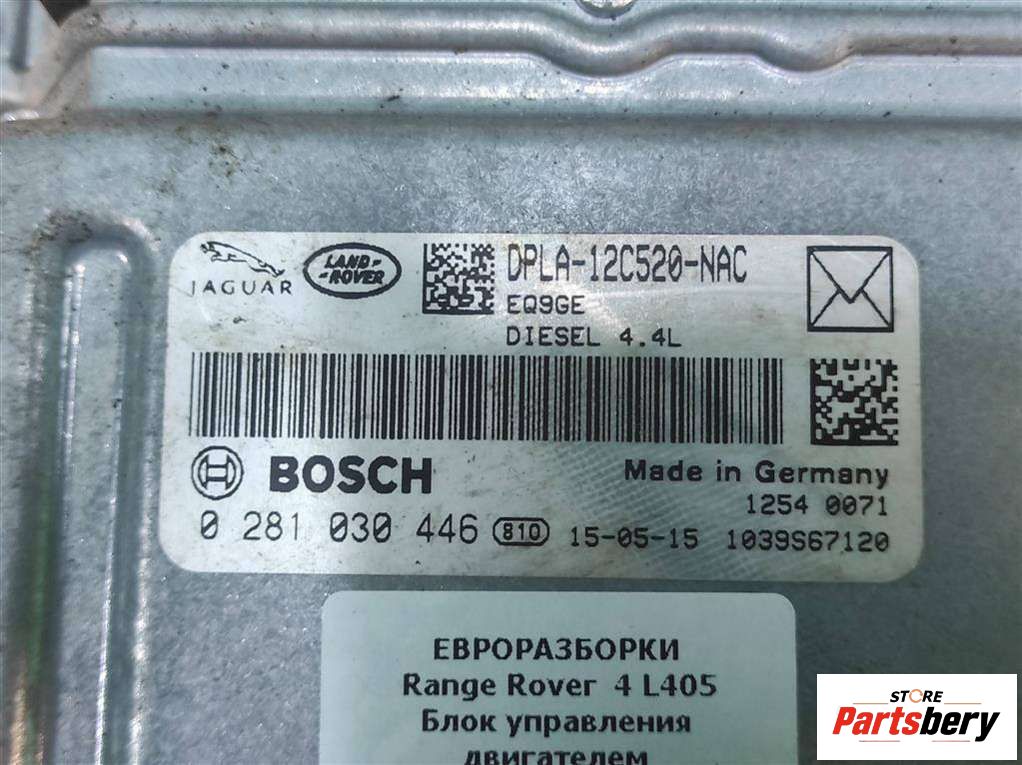 JAGUAR
LAND-
-ROVER
DPLA-12C520-NAC
EQ9GE
DIESEL 4.4L
BOSCH
Made in Germany
1254 0071
0 281 030 446 810 15-05-15 1039S67120
ЕВРОРАЗБОРКИ
Range Rover 4 L405
Блок управления
двигателем
STORE
Partsbery